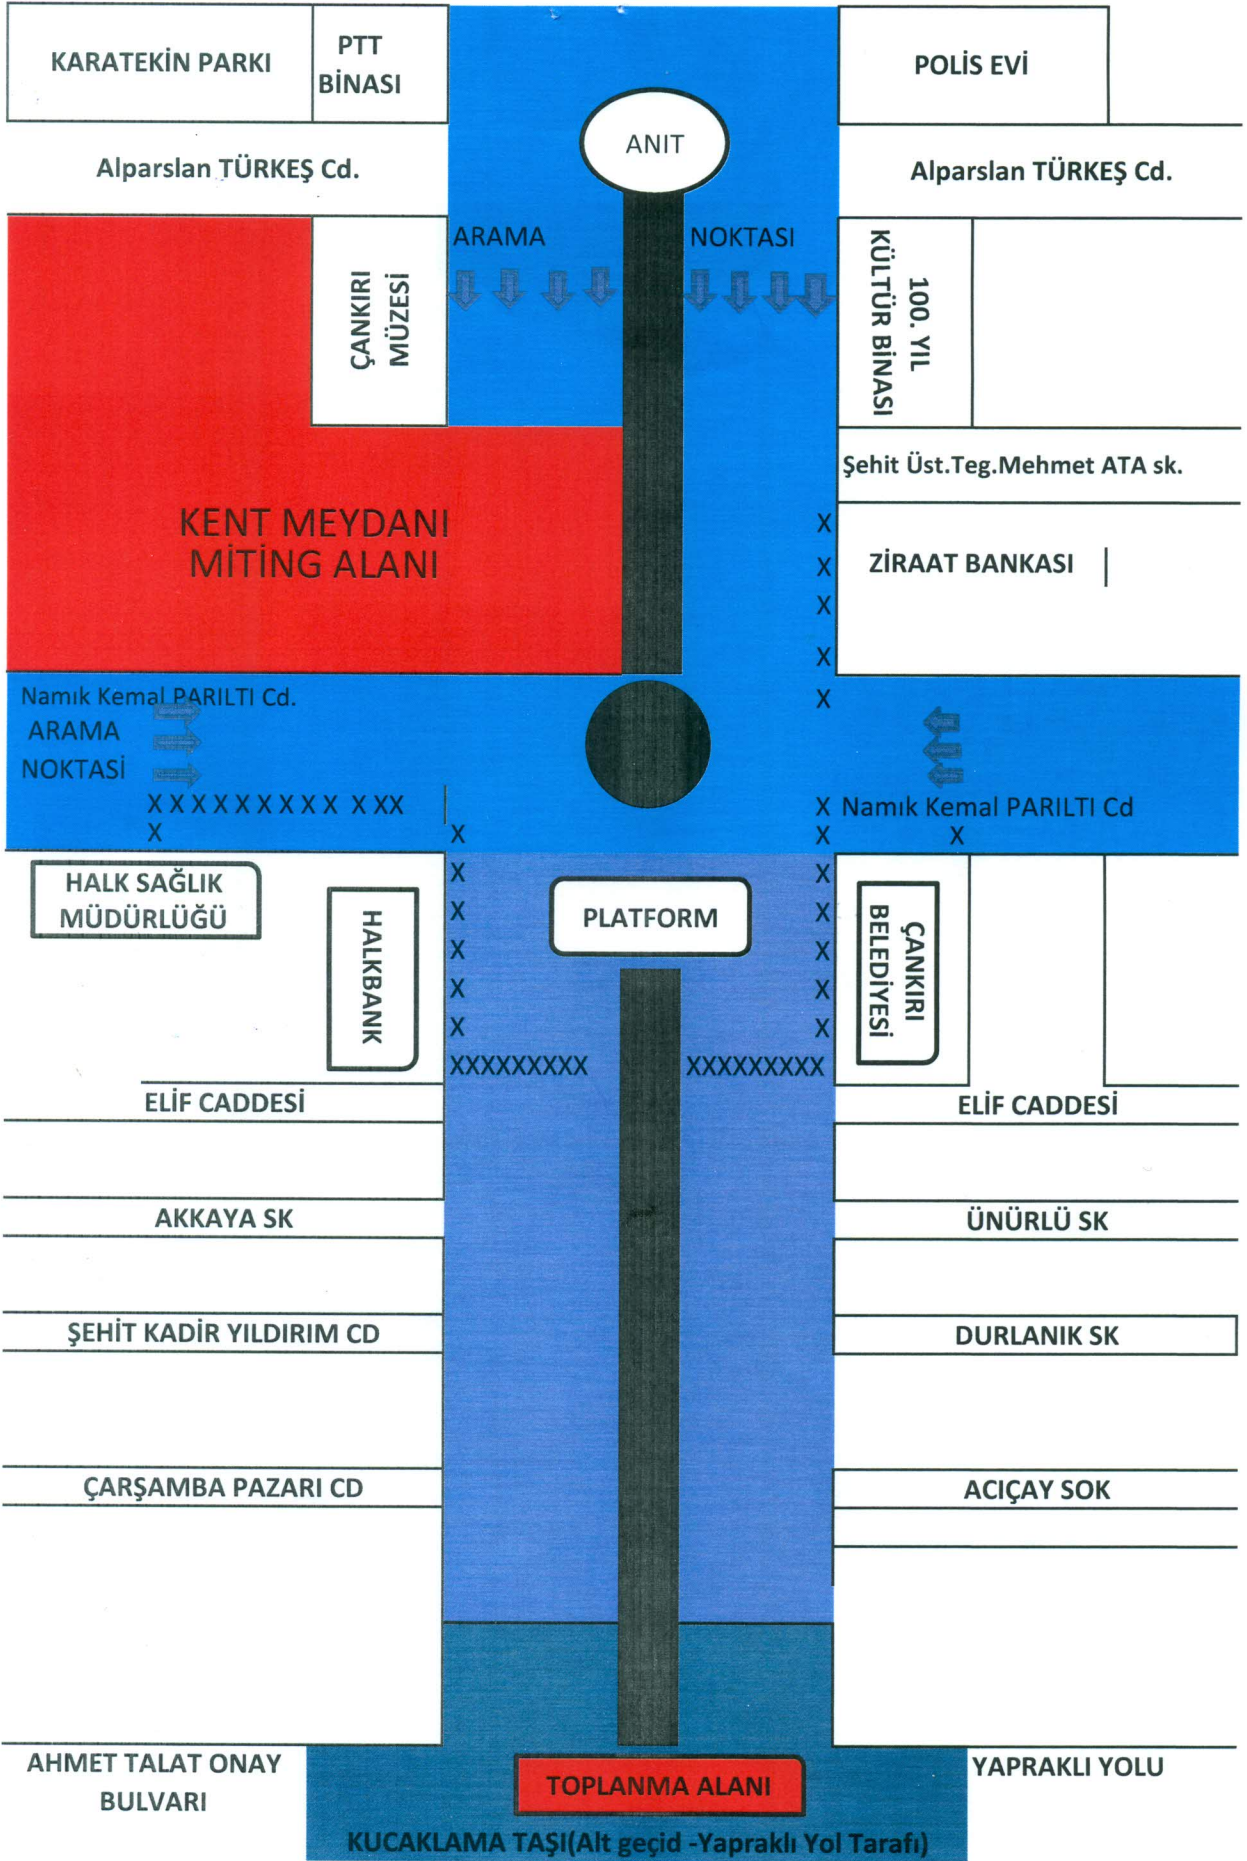 KARATEKİN PARKI
PTT
BİNASI
POLİS EVİ
ANIT
Alparslan TÜRKEŞ Cd.
Alparslan TÜRKEŞ Cd.
ARAMA
NOKTASI
ÇANKIRI
MÜZESİ
100. YIL
KÜLTÜR BİNASI
Şehit Üst.Teg.Mehmet ATA sk.
KENT MEYDANI
MİTİNG ALANI
X
X
X
X
X
ZİRAAT BANKASI
Namık Kemal PARILTI Cd.
ARAMA
NOKTASİ
X X X X X X X X X X XX
X
X
X Namık Kemal PARILTI Cd
X
X
HALK SAĞLIK
MÜDÜRLÜĞÜ
HALKBANK
X
X
X
X
X
PLATFORM
X
X
X
X
X
ÇANKIRI
BELEDİYESİ
XXXXXXXXX
XXXXXXXXX
ELİF CADDESİ
ELİF CADDESİ
AKKAYA SK
ÜNÜRLÜ SK
ŞEHİT KADİR YILDIRIM CD
DURLANIK SK
ÇARŞAMBA PAZARI CD
ACIÇAY SOK
AHMET TALAT ONAY
BULVARI
TOPLANMA ALANI
YAPRAKLI YOLU
KUCAKLAMA TAŞI(Alt geçid -Yapraklı Yol Tarafı)